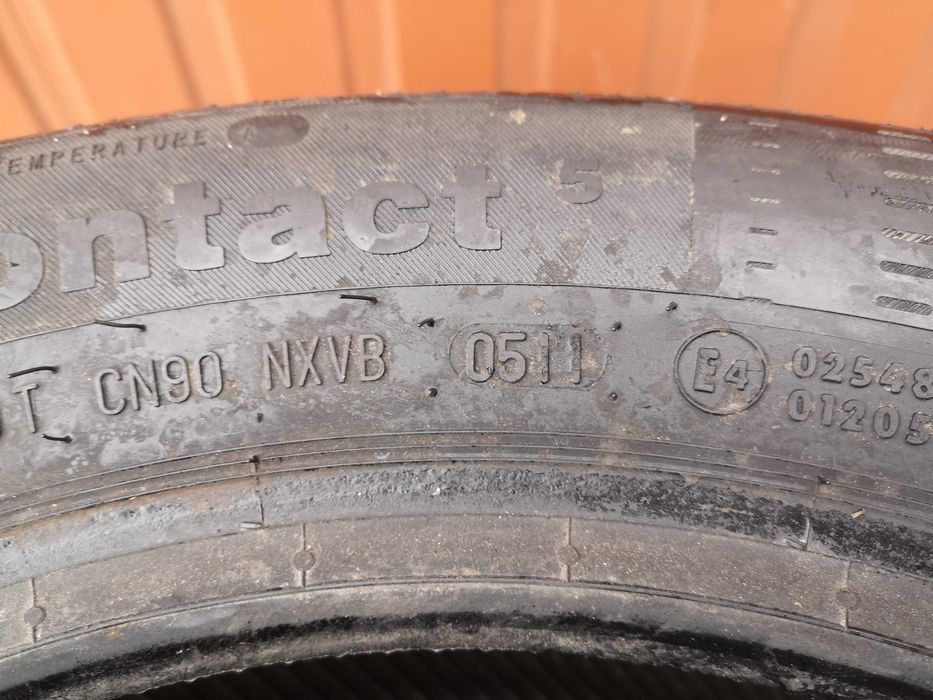 TEMPERATURE A
ontact 5
T CN90 NXVB 0511 E4 02548
01205